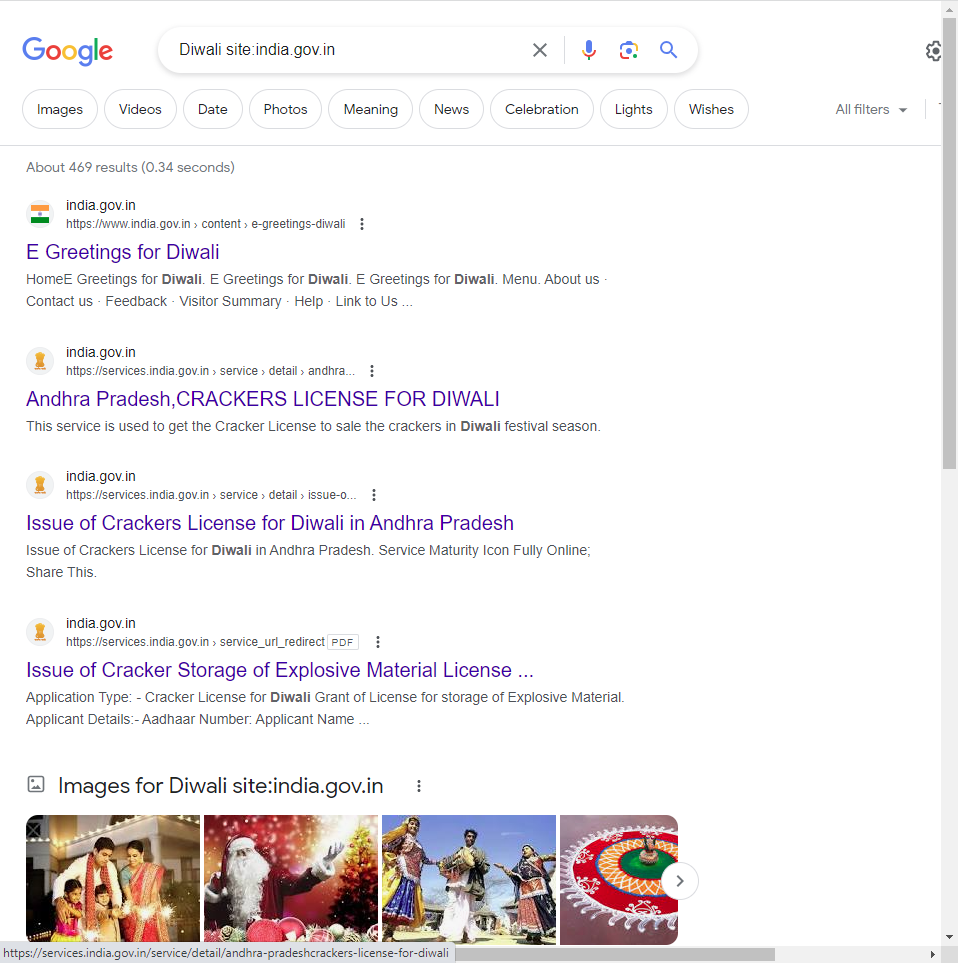 Google
Diwali site:india.gov.in
Images
Videos
Date
Photos
Meaning
News
Celebration
Lights
Wishes
All filters
About 469 results (0.34 seconds)
india.gov.in
https://www.india.gov.in › content › e-greetings-diwali
E Greetings for Diwali
HomeE Greetings for Diwali. E Greetings for Diwali. E Greetings for Diwali. Menu. About us ·
Contact us · Feedback · Visitor Summary · Help · Link to Us ...
india.gov.in
https://services.india.gov.in › service › detail › andhra...
Andhra Pradesh,CRACKERS LICENSE FOR DIWALI
This service is used to get the Cracker License to sale the crackers in Diwali festival season.
india.gov.in
https://services.india.gov.in › service › detail › issue-o...
Issue of Crackers License for Diwali in Andhra Pradesh
Issue of Crackers License for Diwali in Andhra Pradesh. Service Maturity Icon Fully Online;
Share This.
india.gov.in
https://services.india.gov.in › service_url_redirect PDF
Issue of Cracker Storage of Explosive Material License ...
Application Type: - Cracker License for Diwali Grant of License for storage of Explosive Material.
Applicant Details:- Aadhaar Number: Applicant Name ...
Images for Diwali site:india.gov.in
https://services.india.gov.in/service/detail/andhra-pradeshcrackers-license-for-diwali